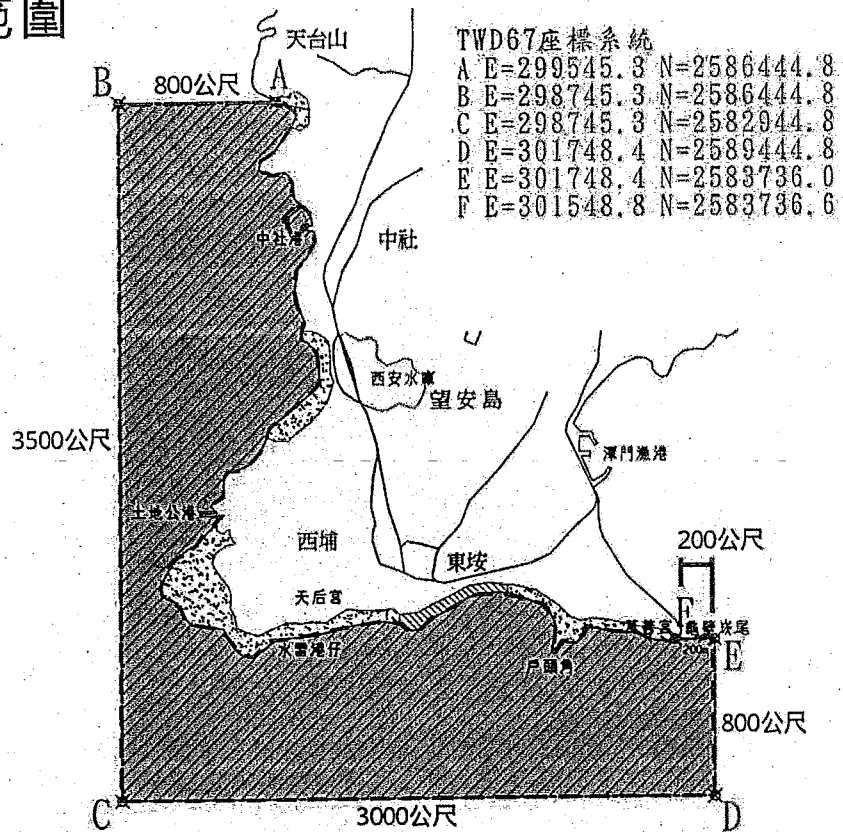 範圍
TWD67座標系統
A E=299545.3 N=2586444.8
B E=298745.3 N=2586444.8
C E=298745.3 N=2582944.8
D E=301748.4 N=2589444.8
E E=301748.4 N=2583736.0
F E=301548.8 N=2583736.6
天台山
B
800公尺
A
中社港
中社
西安水庫
望安島
3500公尺
潭門漁港
土地公港
西埔
東垵
200公尺
天后宮
F
萬善宮
龜壁崁尾
水雷港仔
戶頭角
200m
E
800公尺
C
3000公尺
D